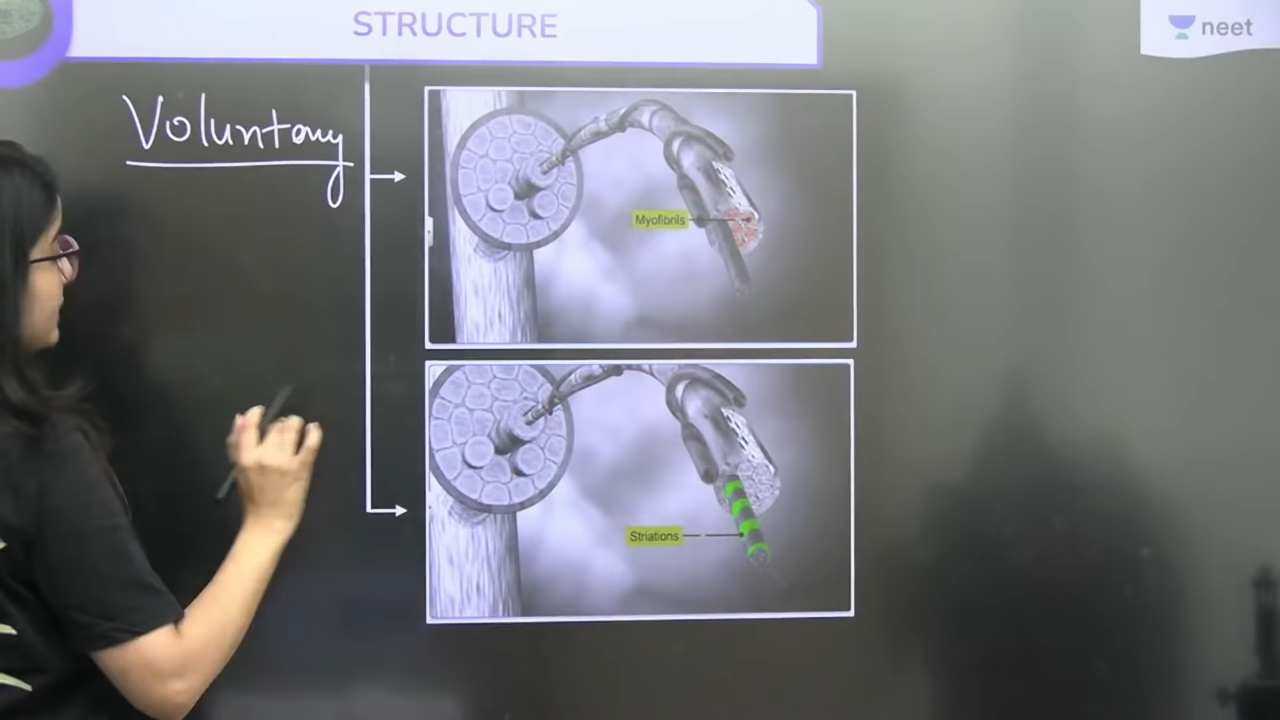 STRUCTURE
neet
Voluntary
Myofibrils
Striations